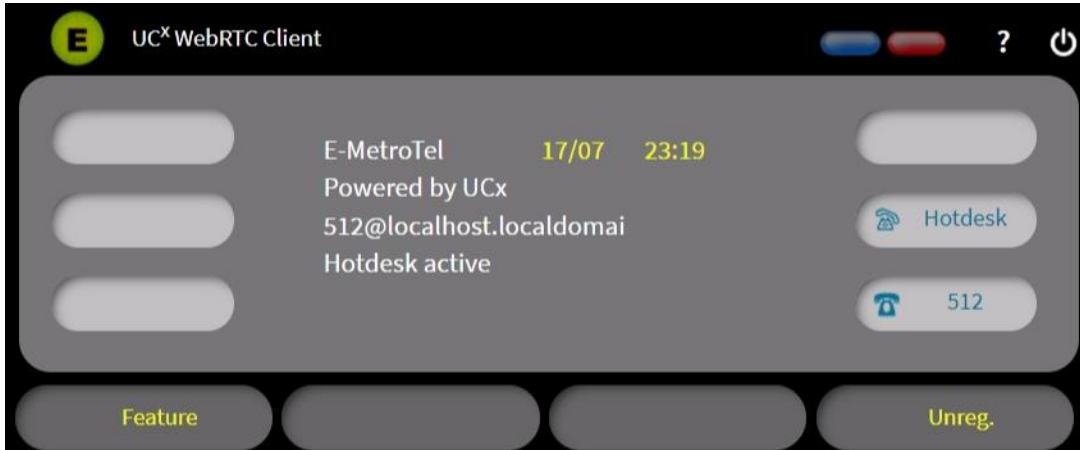 E
UCx WebRTC Client
?
E-MetroTel 17/07 23:19
Powered by UCx
512@localhost.localdomai
Hotdesk active
Hotdesk
512
Feature
Unreg.